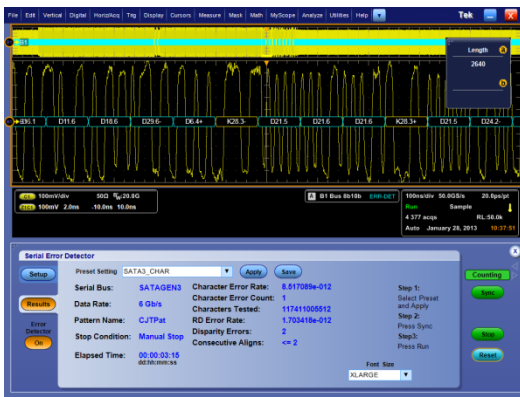 File Edit Vertical Digital Horiz/Acq Trig Display Cursors Measure Mask Math MyScope Analyze Utilities Help Tek
B1
Length a
2640
b
D11.6 D18.6 D29.6- D6.4+ K28.3- D21.5 D21.6 D21.6 K28.3+ D21.5 D24.2-
100mV/div 50Ω BW:20.0G
100mV 2.0ns -10.0ns 10.0ns
A B1 Bus 8b10b ERR-DET
100ns/div 50.0GS/s 20.0ps/pt
Run Sample
4 377 acqs RL:50.0k
Auto January 28, 2013 10:37:51
Serial Error Detector
Setup
Results
Error Detector
On
Preset Setting SATA3_CHAR Apply Save
Serial Bus: SATAGEN3
Data Rate: 6 Gb/s
Pattern Name: CJTPat
Stop Condition: Manual Stop
Elapsed Time: 00:00:03:15
dd:hh:mm:ss
Character Error Rate: 8.517089e-012
Character Error Count: 1
Characters Tested: 117411005512
RD Error Rate: 1.703418e-012
Disparity Errors: 2
Consecutive Aligns: <= 2
Step 1:
Select Preset
and Apply
Step 2:
Press Sync
Step3:
Press Run
Font Size
XLARGE
Counting
Sync
Stop
Reset